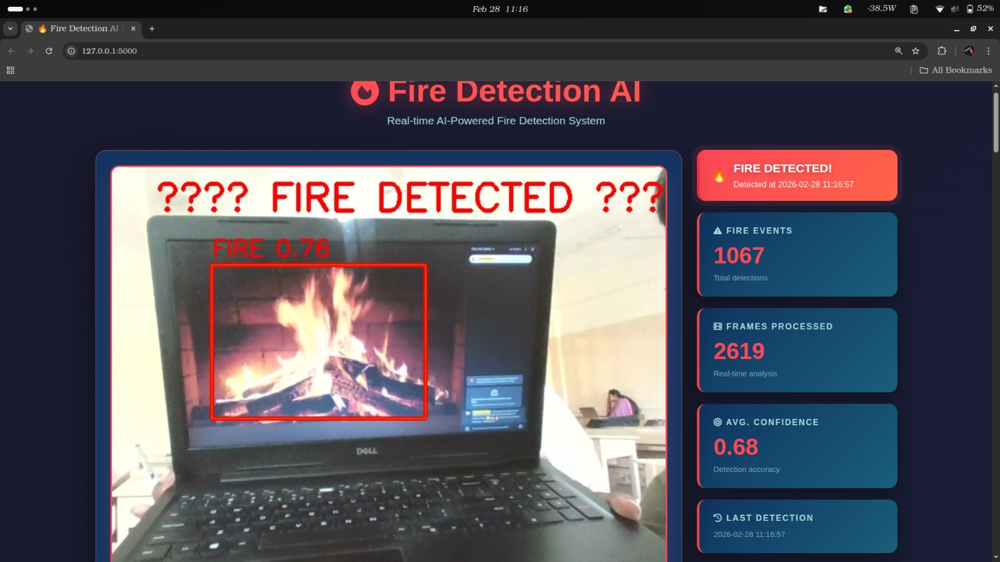 Feb 28 11:16
-38.5W
52%
🔥 Fire Detection AI
127.0.0.1:5000
All Bookmarks
Fire Detection AI
Real-time AI-Powered Fire Detection System
???? FIRE DETECTED ???
FIRE 0.76
DELL
🔥 FIRE DETECTED!
Detected at 2026-02-28 11:16:57
FIRE EVENTS
1067
Total detections
FRAMES PROCESSED
2619
Real-time analysis
AVG. CONFIDENCE
0.68
Detection accuracy
LAST DETECTION
2026-02-28 11:16:57